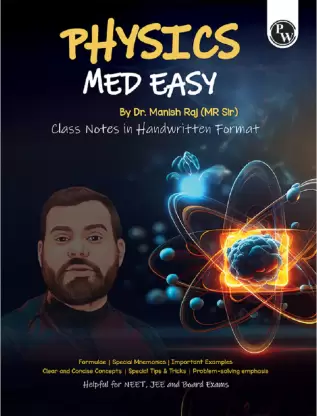 PHYSICS
PW
MED EASY
By Dr. Manish Raj (MR Sir)
Class Notes in Handwritten Format
Formulae | Special Mnemonics | Important Examples
Clear and Concise Concepts | Special Tips & Tricks | Problem-solving emphasis
Helpful for NEET, JEE and Board Exams